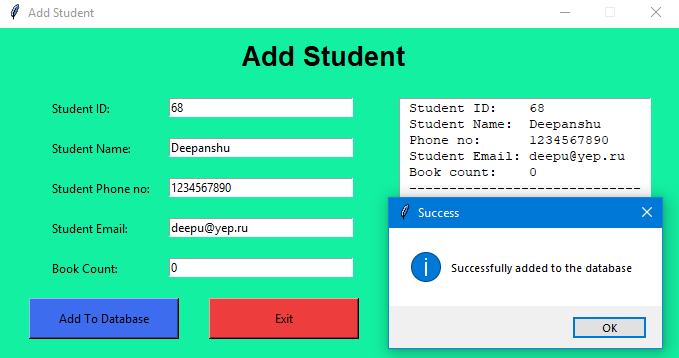 Add Student
Add Student
Student ID: 68
Student Name: Deepanshu
Student Phone no: 1234567890
Student Email: deepu@yep.ru
Book Count: 0
Add To Database Exit
Student ID: 68
Student Name: Deepanshu
Phone no: 1234567890
Student Email: deepu@yep.ru
Book count: 0
-----------------------------
Success
Successfully added to the database
OK